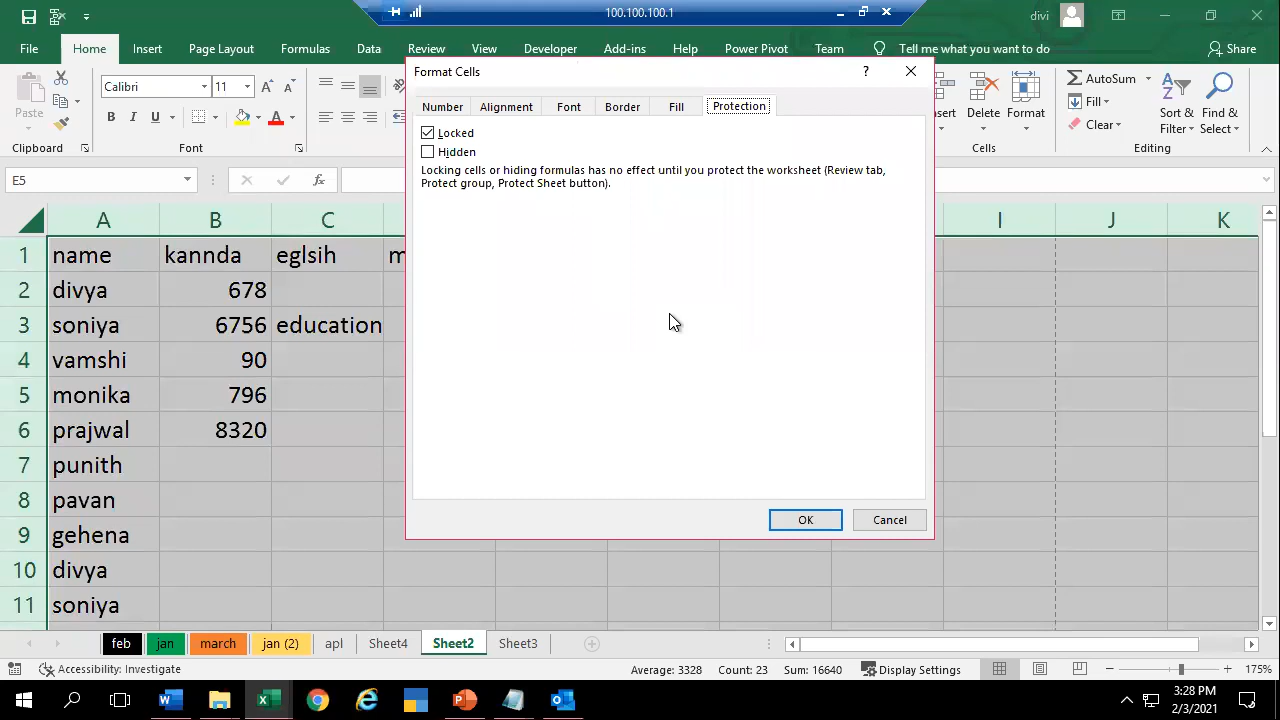 100.100.100.1
divi
File Home Insert Page Layout Formulas Data Review View Developer Add-ins Help Power Pivot Team Tell me what you want to do Share
Format Cells
?
Number Alignment Font Border Fill Protection
Locked
Hidden
Locking cells or hiding formulas has no effect until you protect the worksheet (Review tab,
Protect group, Protect Sheet button).
OK Cancel
Paste
Calibri 11
B I U
Clipboard Font
nsert Delete Format
Cells
AutoSum
Fill
Clear
Sort &
Filter
Find &
Select
Editing
E5 fx
A B C I J K
1 name kannda eglsih m
2 divya 678
3 soniya 6756 education
4 vamshi 90
5 monika 796
6 prajwal 8320
7 punith
8 pavan
9 gehena
10 divya
11 soniya
feb jan march jan (2) apl Sheet4 Sheet2 Sheet3
Accessibility: Investigate Average: 3328 Count: 23 Sum: 16640 Display Settings 175%
3:28 PM
2/3/2021